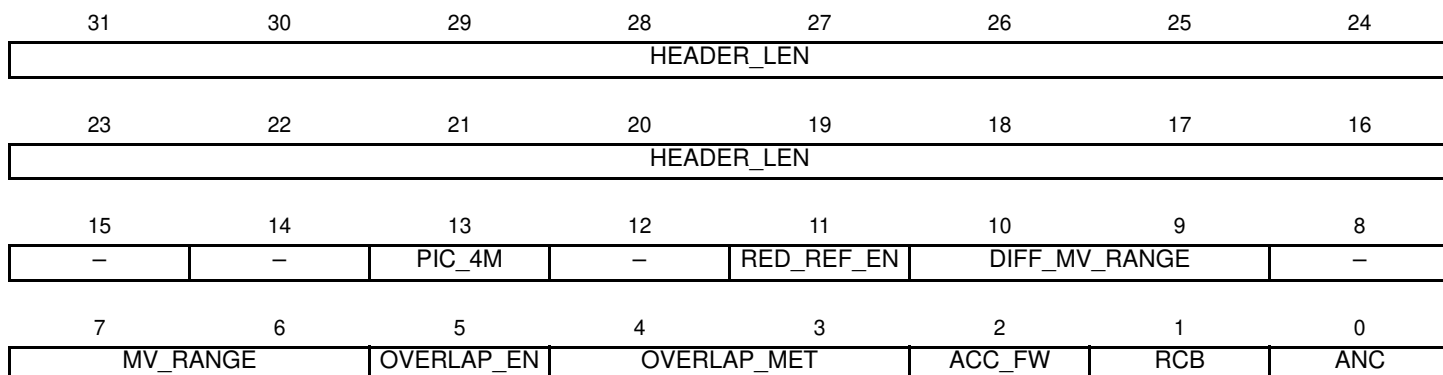 31 30 29 28 27 26 25 24
HEADER_LEN
23 22 21 20 19 18 17 16
HEADER_LEN
15 14 13 12 11 10 9 8
– – PIC_4M – RED_REF_EN DIFF_MV_RANGE –
7 6 5 4 3 2 1 0
MV_RANGE OVERLAP_EN OVERLAP_MET ACC_FW RCB ANC